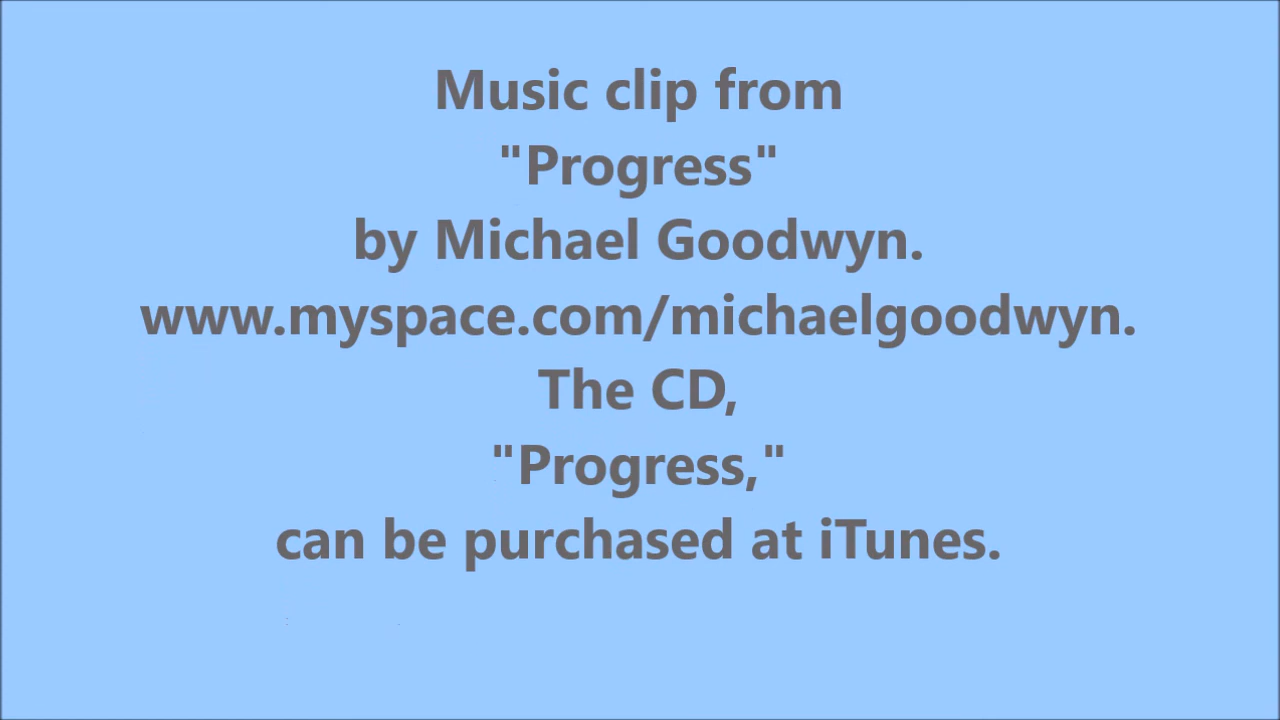 Music clip from
"Progress"
by Michael Goodwyn.
www.myspace.com/michaelgoodwyn.
The CD,
"Progress,"
can be purchased at iTunes.